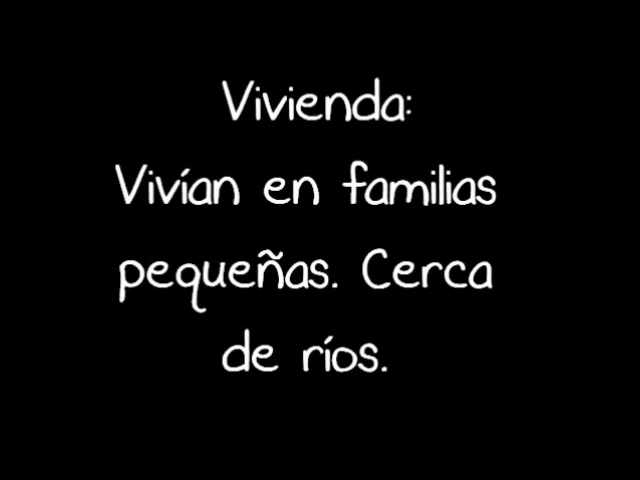 Vivienda:
Vivían en familias
pequeñas. Cerca
de ríos.